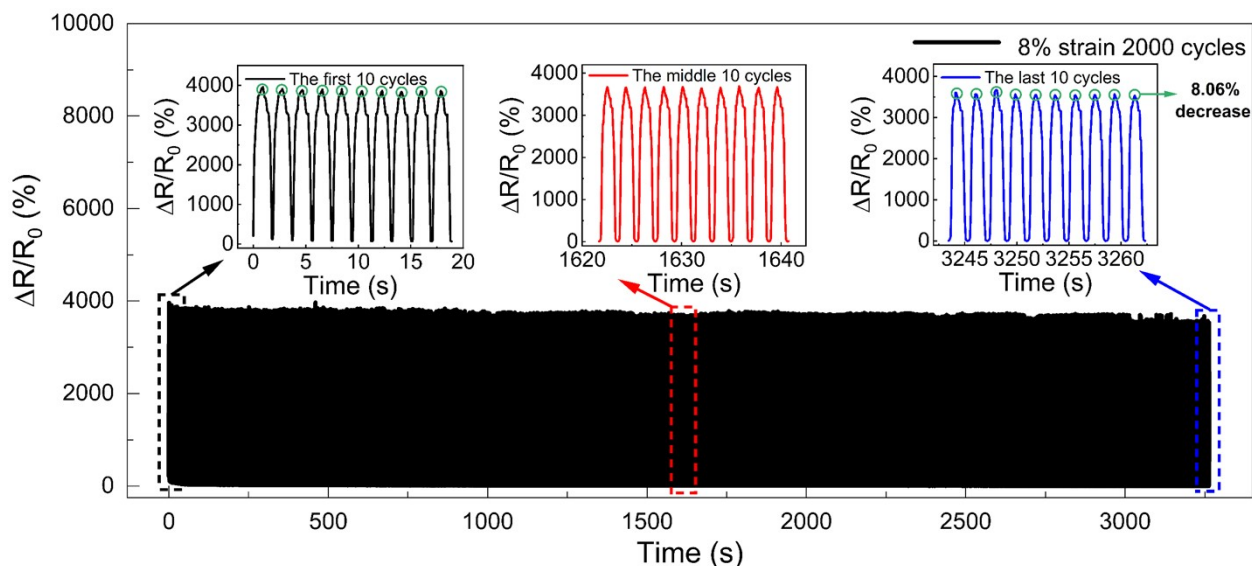 10000
8000
6000
4000
2000
0
ΔR/R0 (%)
8% strain 2000 cycles
The first 10 cycles
4000
3000
2000
1000
0
ΔR/R0 (%)
0 5 10 15 20
Time (s)
The middle 10 cycles
4000
3000
2000
1000
0
ΔR/R0 (%)
1620 1630 1640
Time (s)
The last 10 cycles
8.06%
decrease
4000
3000
2000
1000
0
ΔR/R0 (%)
3245 3250 3255 3260
Time (s)
0 500 1000 1500 2000 2500 3000
Time (s)